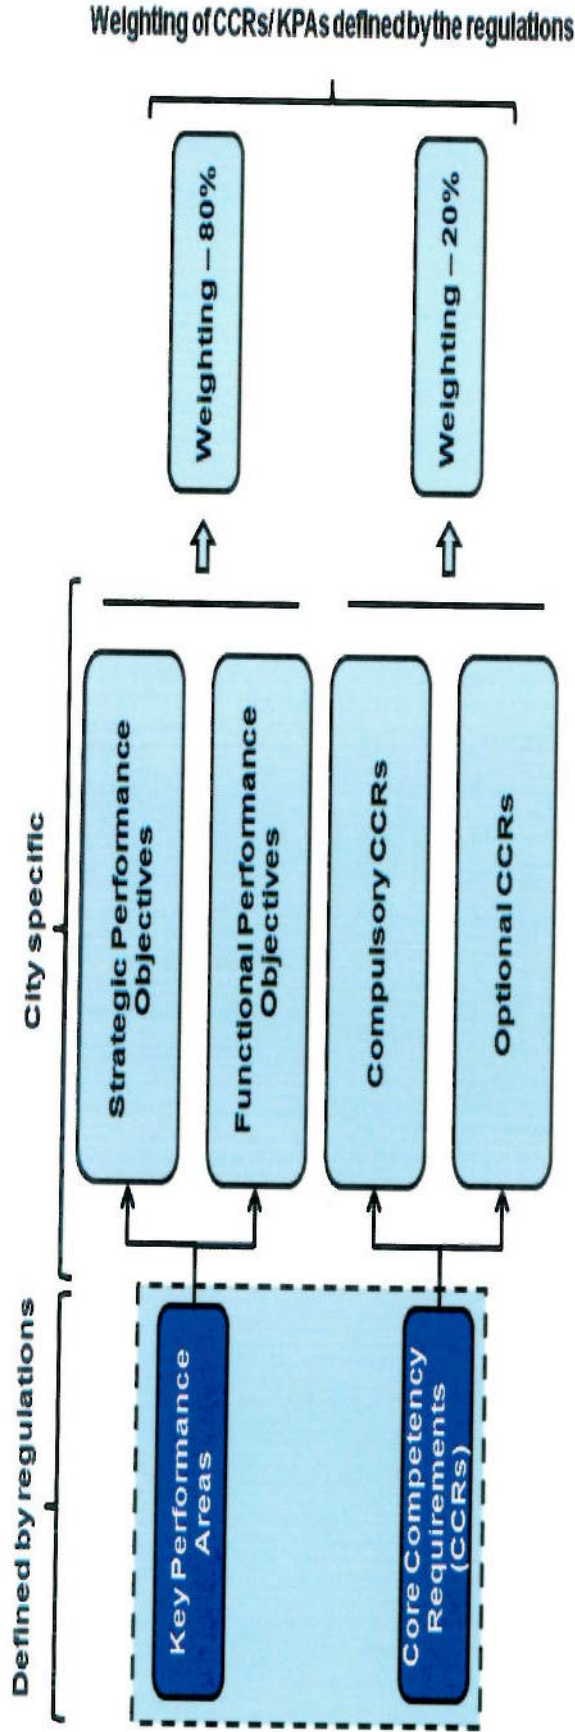 Weighting of CCRs/ KPAs defined by the regulations
Defined by regulations
City specific
Key Performance
Areas
Strategic Performance
Objectives
Functional Performance
Objectives
Weighting – 80%
Core Competency
Requirements
(CCRs)
Compulsory CCRs
Optional CCRs
Weighting – 20%